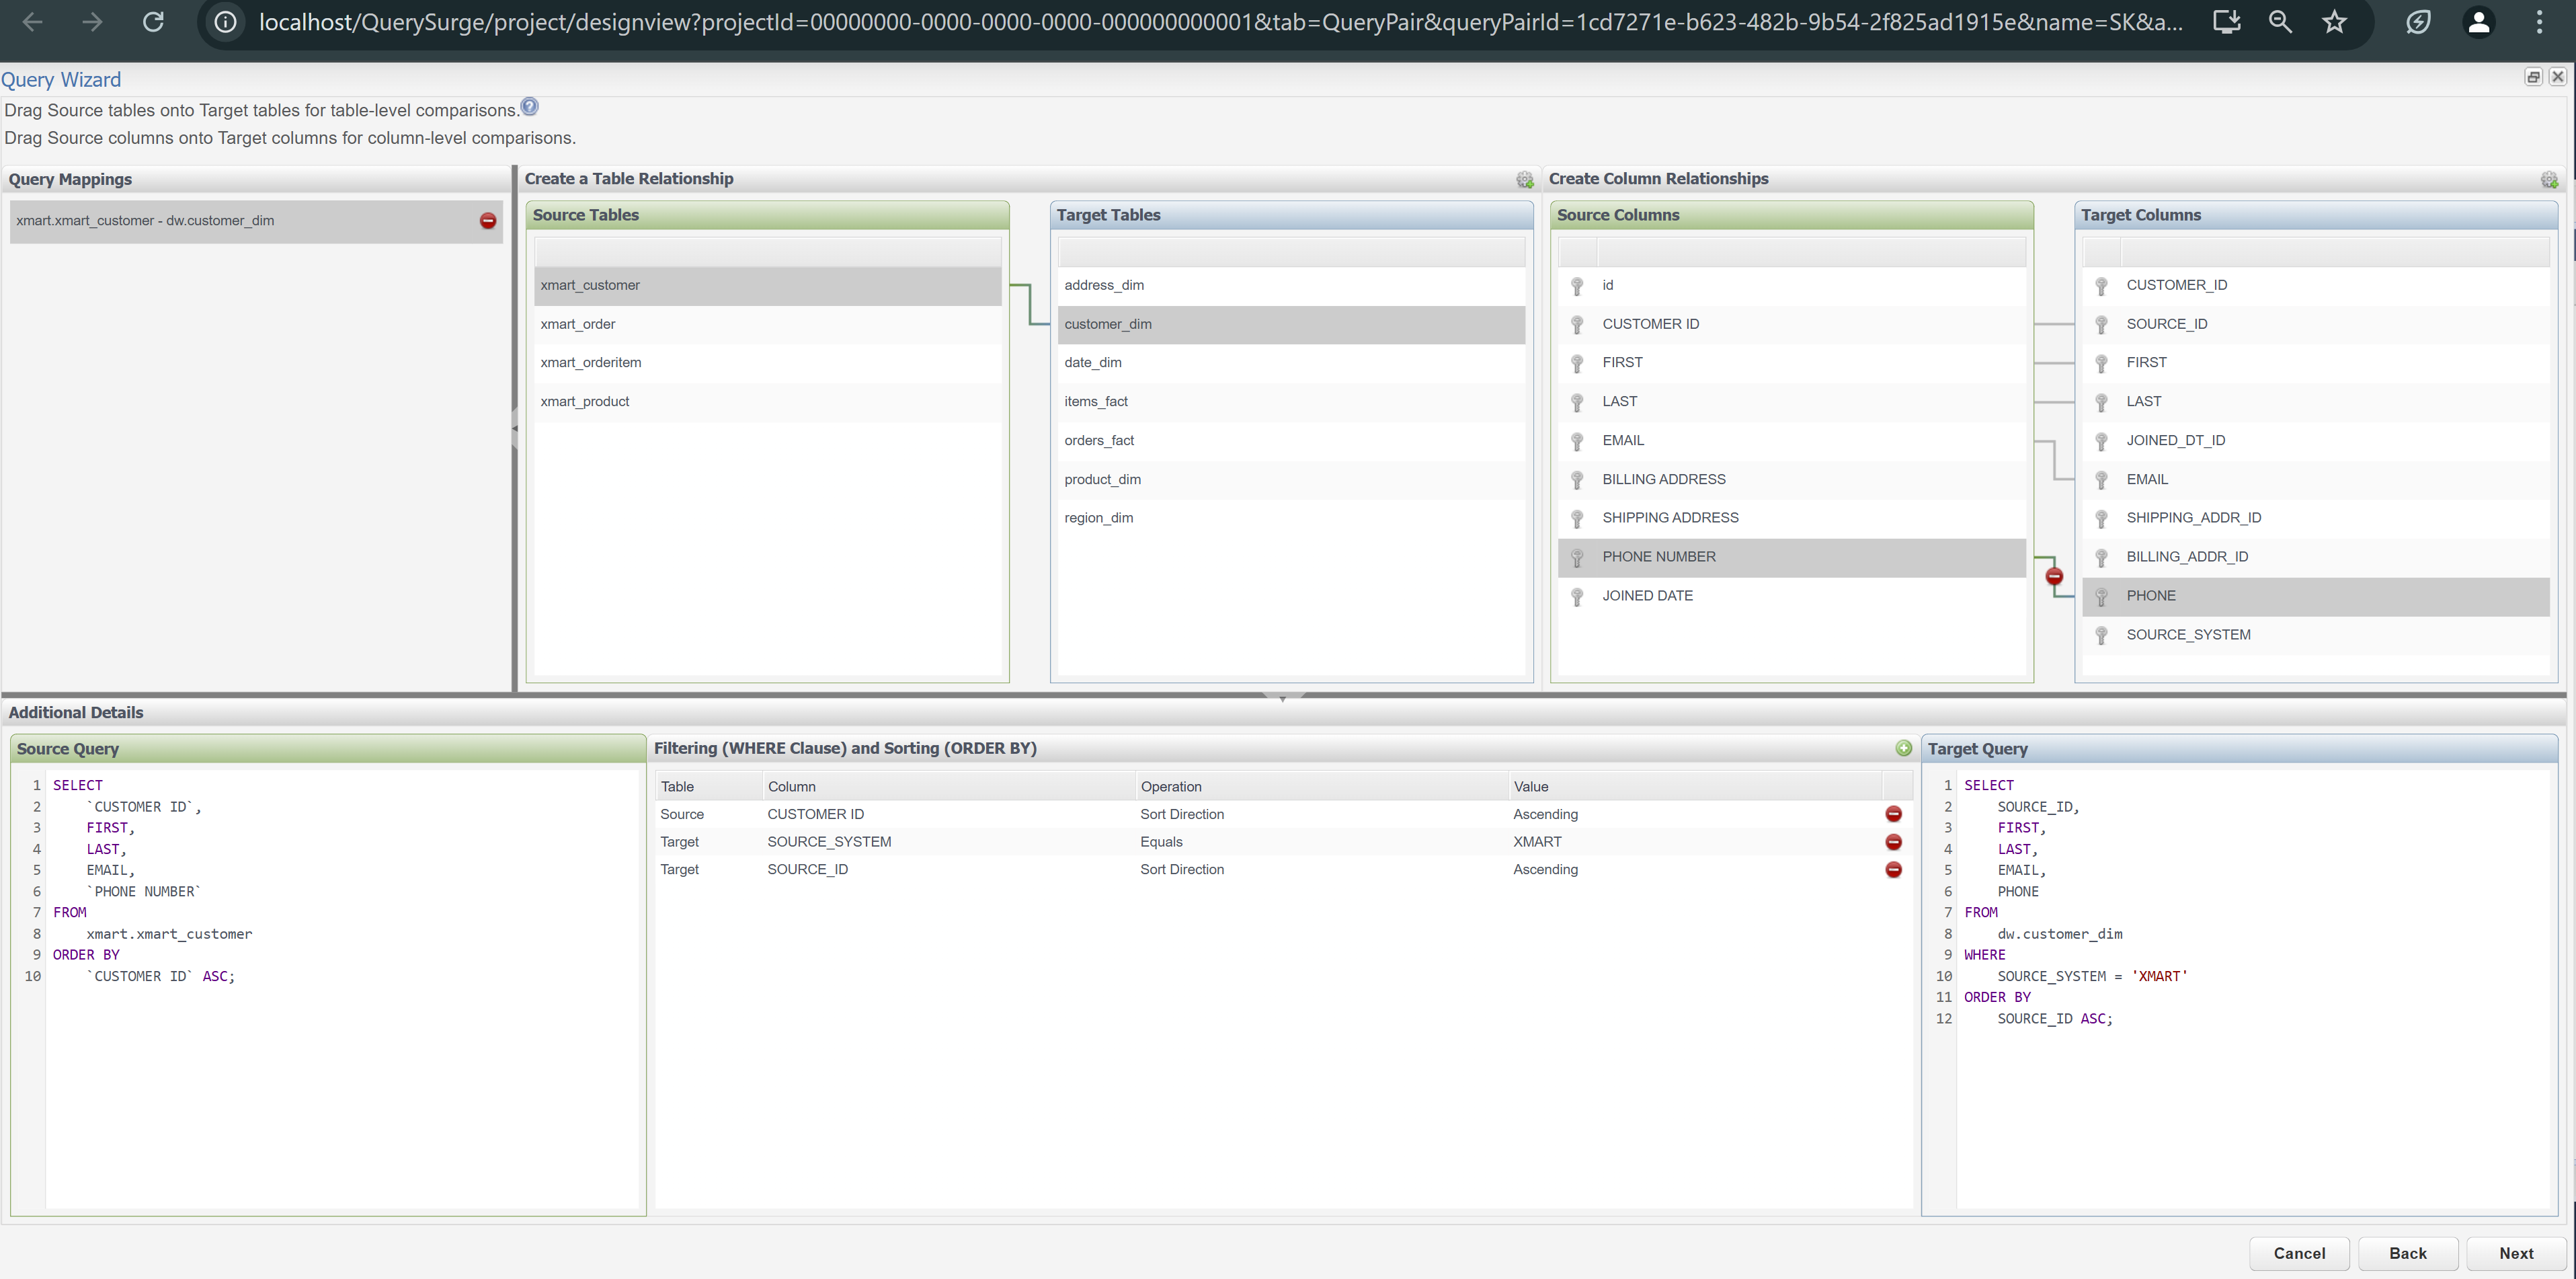 localhost/QuerySurge/project/designview?projectId=00000000-0000-0000-0000-000000000001&tab=QueryPair&queryPairId=1cd7271e-b623-482b-9b54-2f825ad1915e&name=SK&a...
Query Wizard
Drag Source tables onto Target tables for table-level comparisons.
Drag Source columns onto Target columns for column-level comparisons.
Query Mappings
xmart.xmart_customer - dw.customer_dim
Create a Table Relationship
Source Tables
xmart_customer
xmart_order
xmart_orderitem
xmart_product
Target Tables
address_dim
customer_dim
date_dim
items_fact
orders_fact
product_dim
region_dim
Create Column Relationships
Source Columns
id
CUSTOMER ID
FIRST
LAST
EMAIL
BILLING ADDRESS
SHIPPING ADDRESS
PHONE NUMBER
JOINED DATE
Target Columns
CUSTOMER_ID
SOURCE_ID
FIRST
LAST
JOINED_DT_ID
EMAIL
SHIPPING_ADDR_ID
BILLING_ADDR_ID
PHONE
SOURCE_SYSTEM
Additional Details
Source Query
1 SELECT
2 `CUSTOMER ID`,
3 FIRST,
4 LAST,
5 EMAIL,
6 `PHONE NUMBER`
7 FROM
8 xmart.xmart_customer
9 ORDER BY
10 `CUSTOMER ID` ASC;
Filtering (WHERE Clause) and Sorting (ORDER BY)
Table Column Operation Value
Source CUSTOMER ID Sort Direction Ascending
Target SOURCE_SYSTEM Equals XMART
Target SOURCE_ID Sort Direction Ascending
Target Query
1 SELECT
2 SOURCE_ID,
3 FIRST,
4 LAST,
5 EMAIL,
6 PHONE
7 FROM
8 dw.customer_dim
9 WHERE
10 SOURCE_SYSTEM = 'XMART'
11 ORDER BY
12 SOURCE_ID ASC;
Cancel
Back
Next